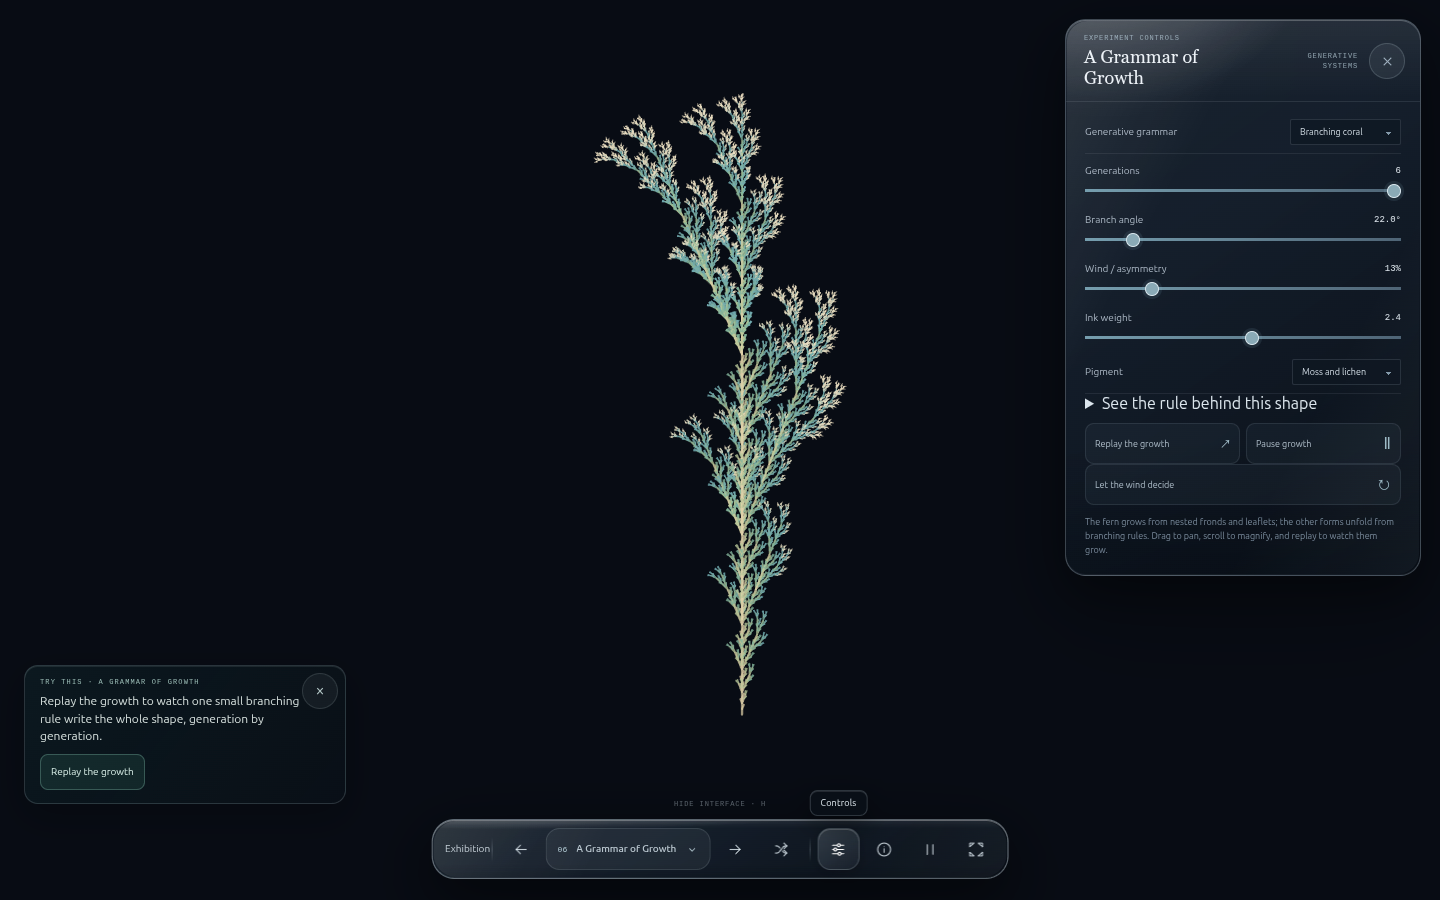 EXPERIMENT CONTROLS
A Grammar of
Growth
GENERATIVE
SYSTEMS
×
Generative grammar
Branching coral
Generations
6
Branch angle
22.0°
Wind / asymmetry
13%
Ink weight
2.4
Pigment
Moss and lichen
See the rule behind this shape
Replay the growth ↗
Pause growth
Let the wind decide ↻
The fern grows from nested fronds and leaflets; the other forms unfold from
branching rules. Drag to pan, scroll to magnify, and replay to watch them
grow.
TRY THIS · A GRAMMAR OF GROWTH
×
Replay the growth to watch one small branching
rule write the whole shape, generation by
generation.
Replay the growth
HIDE INTERFACE · H
Controls
Exhibition
06 A Grammar of Growth